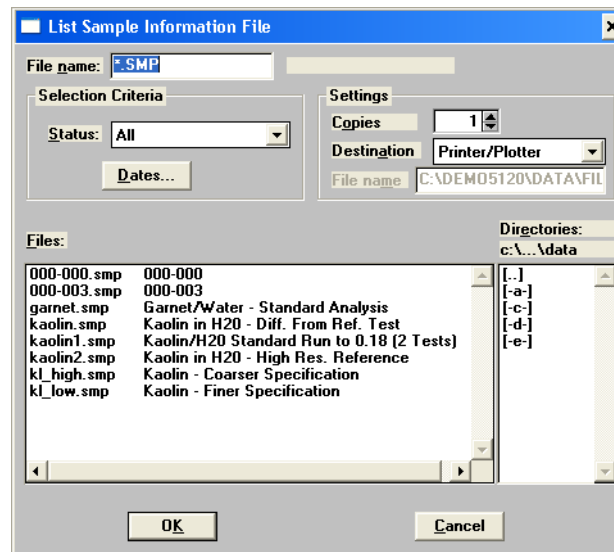 List Sample Information File
File name: *.SMP
Selection Criteria
Status: All
Dates...
Settings
Copies 1
Destination Printer/Plotter
File name C:\DEMO5120\DATA\FIL
Files:
Directories:
c:\...\data
000-000.smp 000-000
000-003.smp 000-003
garnet.smp Garnet/Water - Standard Analysis
kaolin.smp Kaolin in H20 - Diff. From Ref. Test
kaolin1.smp Kaolin/H20 Standard Run to 0.18 (2 Tests)
kaolin2.smp Kaolin in H20 - High Res. Reference
kl_high.smp Kaolin - Coarser Specification
kl_low.smp Kaolin - Finer Specification
[..]
[-a-]
[-c-]
[-d-]
[-e-]
OK
Cancel